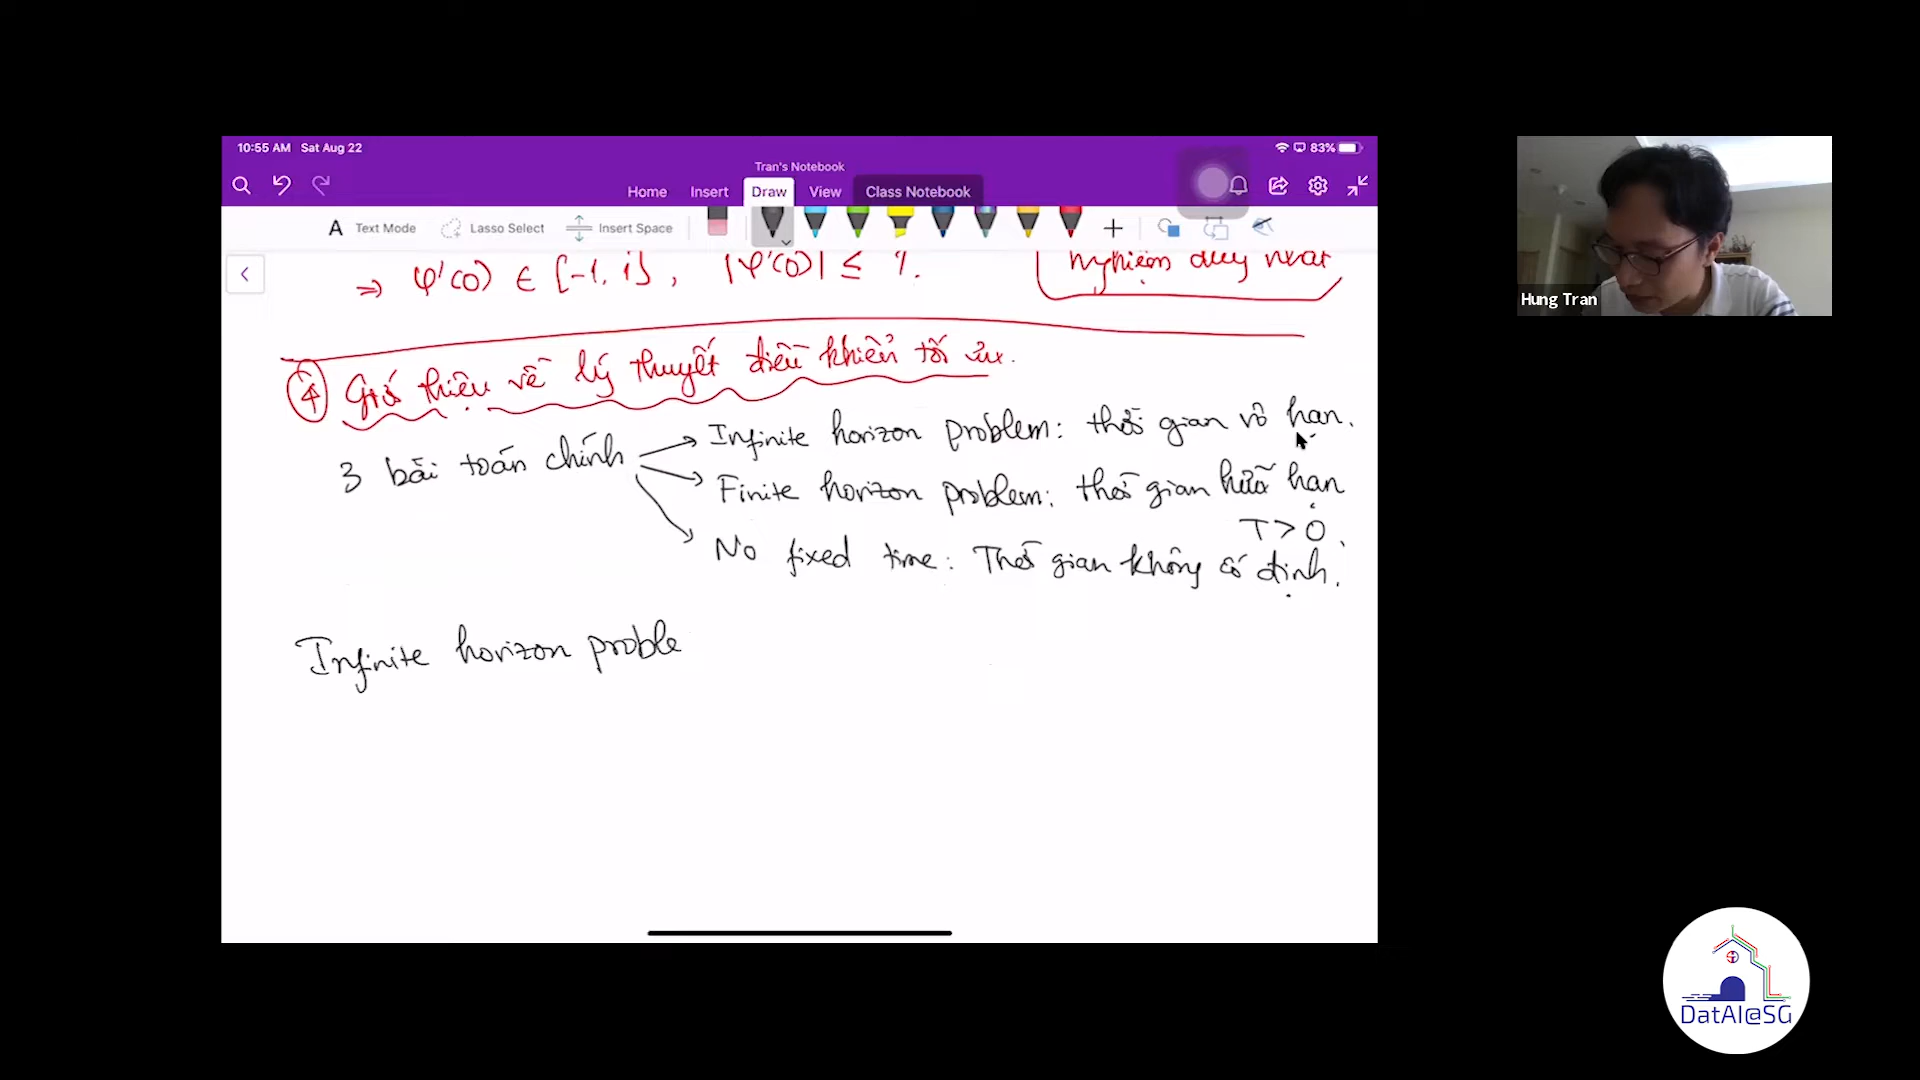 10:55 AM Sat Aug 22
83%
Tran's Notebook
Home Insert Draw View Class Notebook
A Text Mode Lasso Select Insert Space
⇒ φ'(0) ∈ [-1, 1], |φ'(0)| ≤ 1.
nghiệm duy nhất
④ Giới thiệu về lý thuyết điều khiển tối ưu.
3 bài toán chính
Infinite horizon problem: thời gian vô hạn.
Finite horizon problem: thời gian hữu hạn
T > 0.
No fixed time: Thời gian không cố định.
Infinite horizon proble
Hung Tran
DatAI@SG